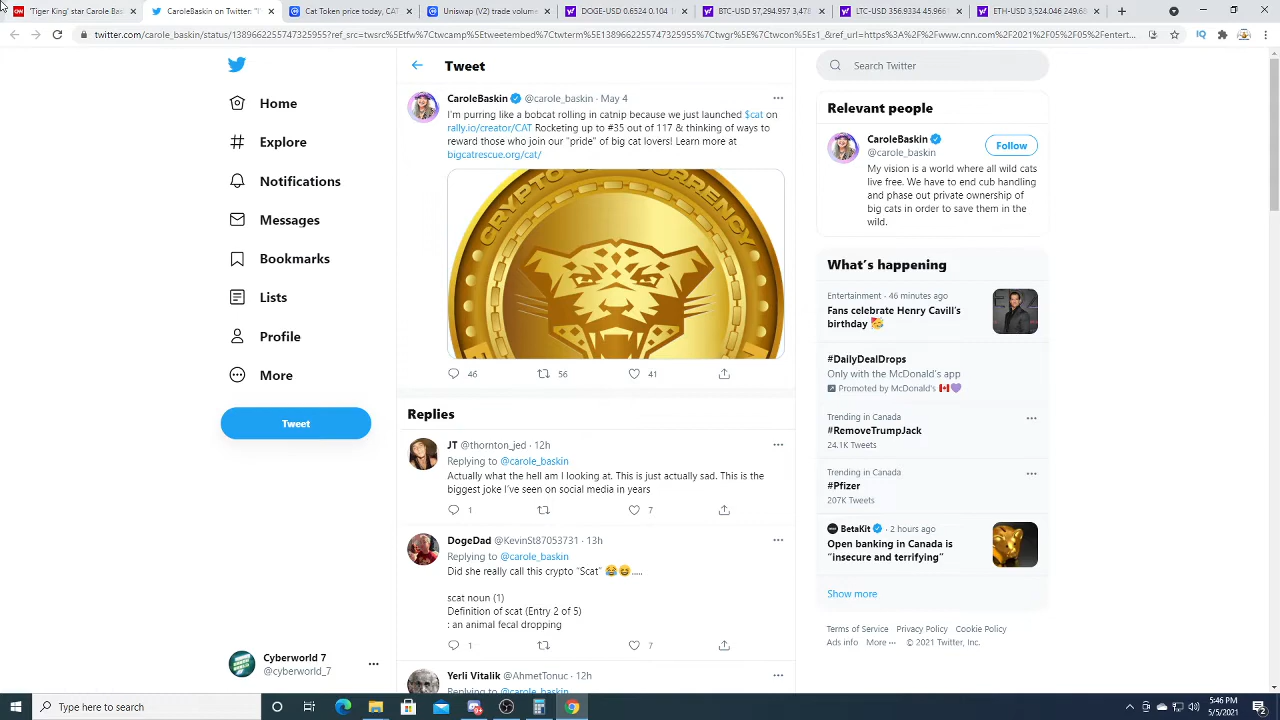 'Tiger King' star Carole Bask
CaroleBaskin on Twitter: "I'm
Cat Token price today, CAT
Uniswap (V2) trade volume
DOGE-USD 0.6524 0.104
BTC-USD 57,294.957 3,478
LTC-USD 356.9334 45.966
ETH-USD 3,524.046 249.68
twitter.com/carole_baskin/status/1389662255747325955?ref_src=twsrc%5Etfw%7Ctwcamp%5Etweetembed%7Ctwterm%5E1389662255747325955%7Ctwgr%5E%7Ctwcon%5Es1_&ref_url=https%3A%2F%2Fwww.cnn.com%2F2021%2F05%2F05%2Fentert...
Home
Explore
Notifications
Messages
Bookmarks
Lists
Profile
More
Tweet
Cyberworld 7
@cyberworld_7
Tweet
CaroleBaskin @carole_baskin · May 4
I'm purring like a bobcat rolling in catnip because we just launched $cat on
rally.io/creator/CAT Rocketing up to #35 out of 117 & thinking of ways to
reward those who join our "pride" of big cat lovers! Learn more at
bigcatrescue.org/cat/
46 56 41
Replies
JT @thornton_jed · 12h
Replying to @carole_baskin
Actually what the hell am I looking at. This is just actually sad. This is the
biggest joke I've seen on social media in years
1 7
DogeDad @KevinSt87053731 · 13h
Replying to @carole_baskin
Did she really call this crypto "Scat" 😂😆.....
scat noun (1)
Definition of scat (Entry 2 of 5)
: an animal fecal dropping
1 7
Yerli Vitalik @AhmetTonuc · 12h
Replying to @carole_baskin
Search Twitter
Relevant people
CaroleBaskin
@carole_baskin
Follow
My vision is a world where all wild cats
live free. We have to end cub handling
and phase out private ownership of
big cats in order to save them in the
wild.
What's happening
Entertainment · 46 minutes ago
Fans celebrate Henry Cavill's
birthday 🥳
#DailyDealDrops
Only with the McDonald's app
Promoted by McDonald's 🇨🇦💜
Trending in Canada
#RemoveTrumpJack
24.1K Tweets
Trending in Canada
#Pfizer
207K Tweets
BetaKit · 2 hours ago
Open banking in Canada is
"insecure and terrifying"
Show more
Terms of Service Privacy Policy Cookie Policy
Ads info More ··· © 2021 Twitter, Inc.
Type here to search
5:46 PM
5/5/2021